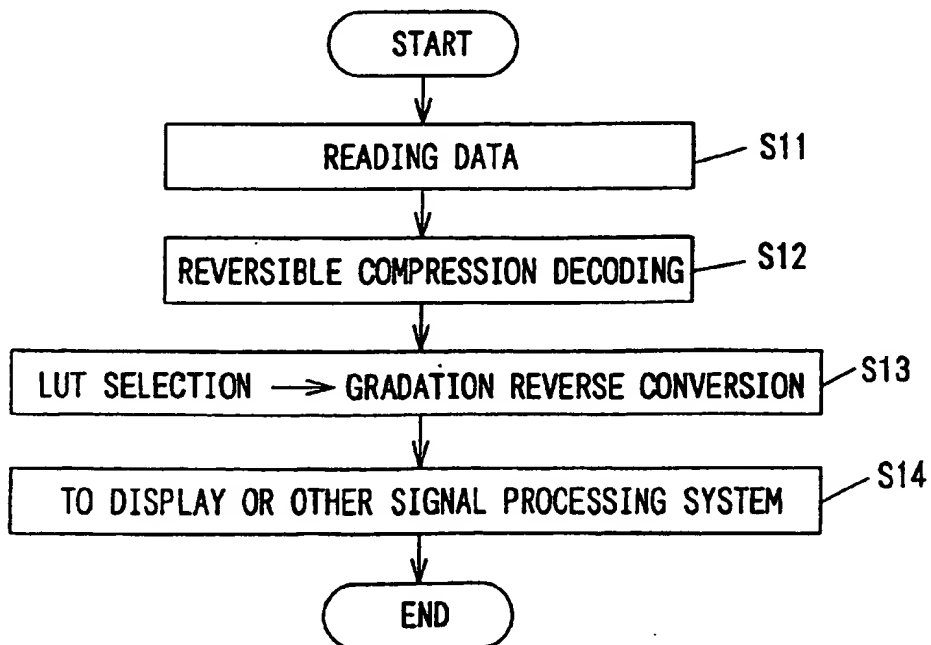 START
READING DATA
S11
REVERSIBLE COMPRESSION DECODING
S12
LUT SELECTION → GRADATION REVERSE CONVERSION
S13
TO DISPLAY OR OTHER SIGNAL PROCESSING SYSTEM
S14
END